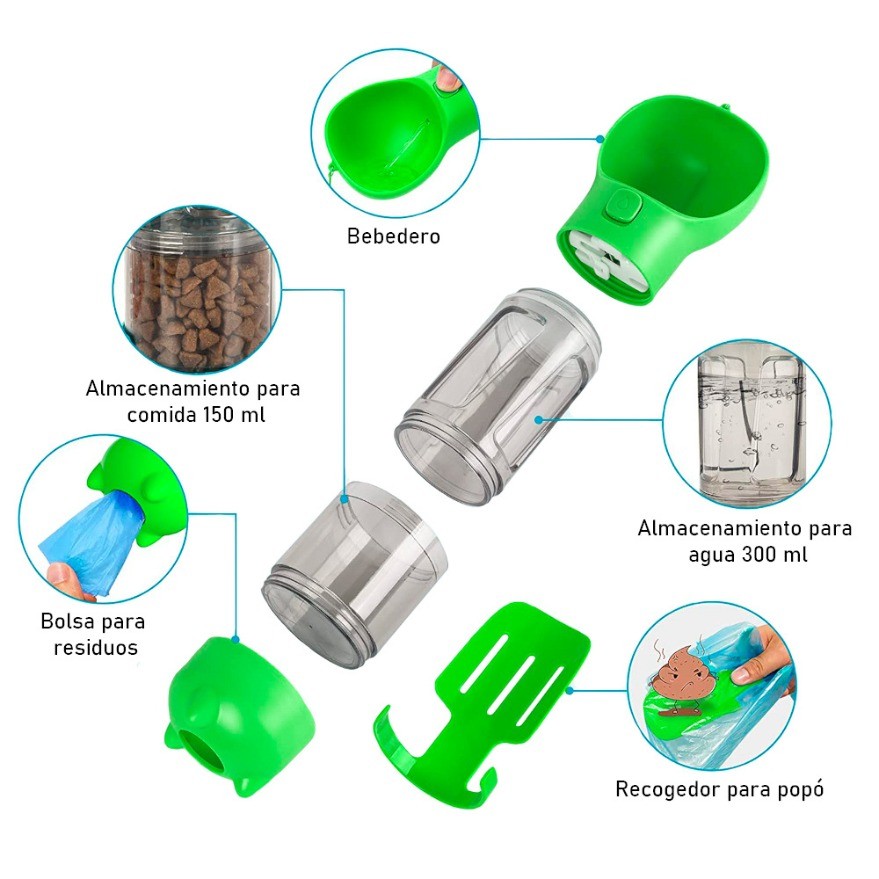 Bebedero
Almacenamiento para
comida 150 ml
Almacenamiento para
agua 300 ml
Bolsa para
residuos
Recogedor para popó